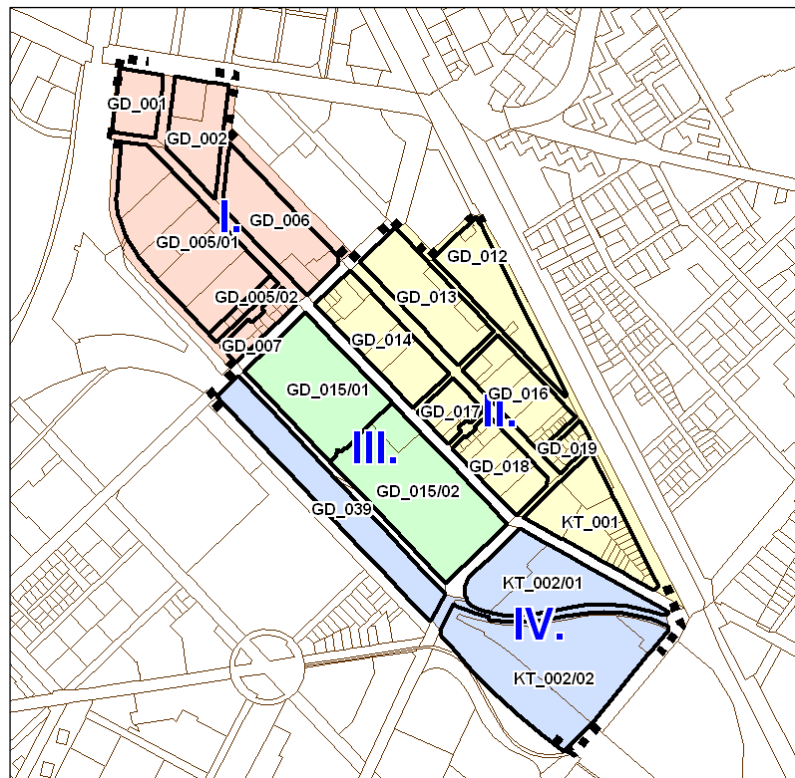 GD_001
GD_002
GD_006
I.
GD_005/01
GD_012
GD_005/02
GD_013
GD_007
GD_014
GD_015/01
GD_016
GD_017
II.
III.
GD_019
GD_018
GD_015/02
GD_039
KT_001
KT_002/01
IV.
KT_002/02